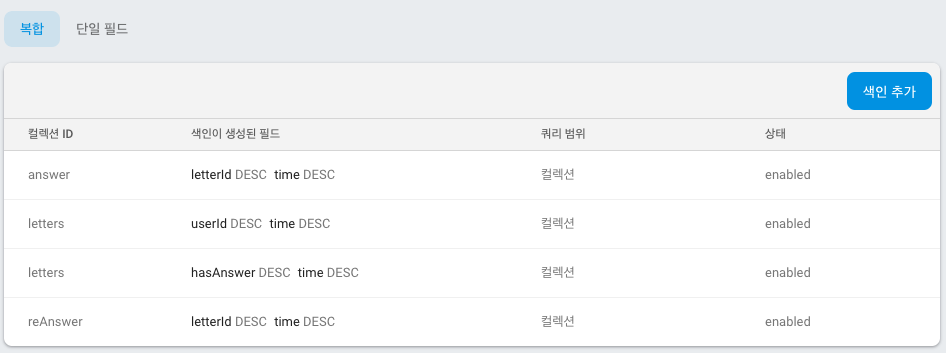 복합 단일 필드
색인 추가
컬렉션 ID 색인이 생성된 필드 쿼리 범위 상태
answer letterId DESC time DESC 컬렉션 enabled
letters userId DESC time DESC 컬렉션 enabled
letters hasAnswer DESC time DESC 컬렉션 enabled
reAnswer letterId DESC time DESC 컬렉션 enabled